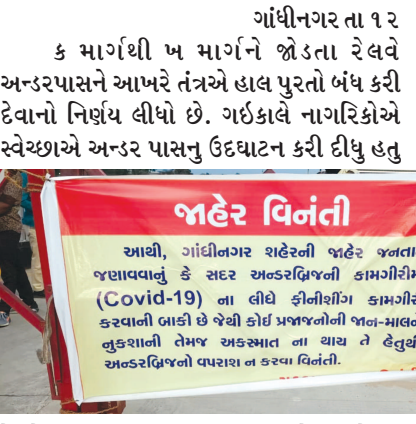 ગાંધીનગર તા ૧૨
ક માર્ગથી ખ માર્ગને જોડતા રેલવે
અન્ડરપાસને આખરે તંત્રએ હાલ પુરતો બંધ કરી
દેવાનો નિર્ણય લીધો છે. ગઇકાલે નાગરિકોએ
સ્વેચ્છાએ અન્ડર પાસનુ ઉદઘાટન કરી દીધુ હતુ
જાહેર વિનંતી
આથી, ગાંધીનગર શહેરની જાહેર જનતા
જણાવવાનું કે સદર અન્ડરબ્રિજની કામગીરીમ
(Covid-19) ના લીધે ફીનીશીંગ કામગીર
કરવાની બાકી છે જેથી કોઈ પ્રજાજનોની જાન-માલને
નુકશાની તેમજ અકસ્માત ના થાય તે હેતુથી
અન્ડરબ્રિજનો વપરાશ ન કરવા વિનંતી.